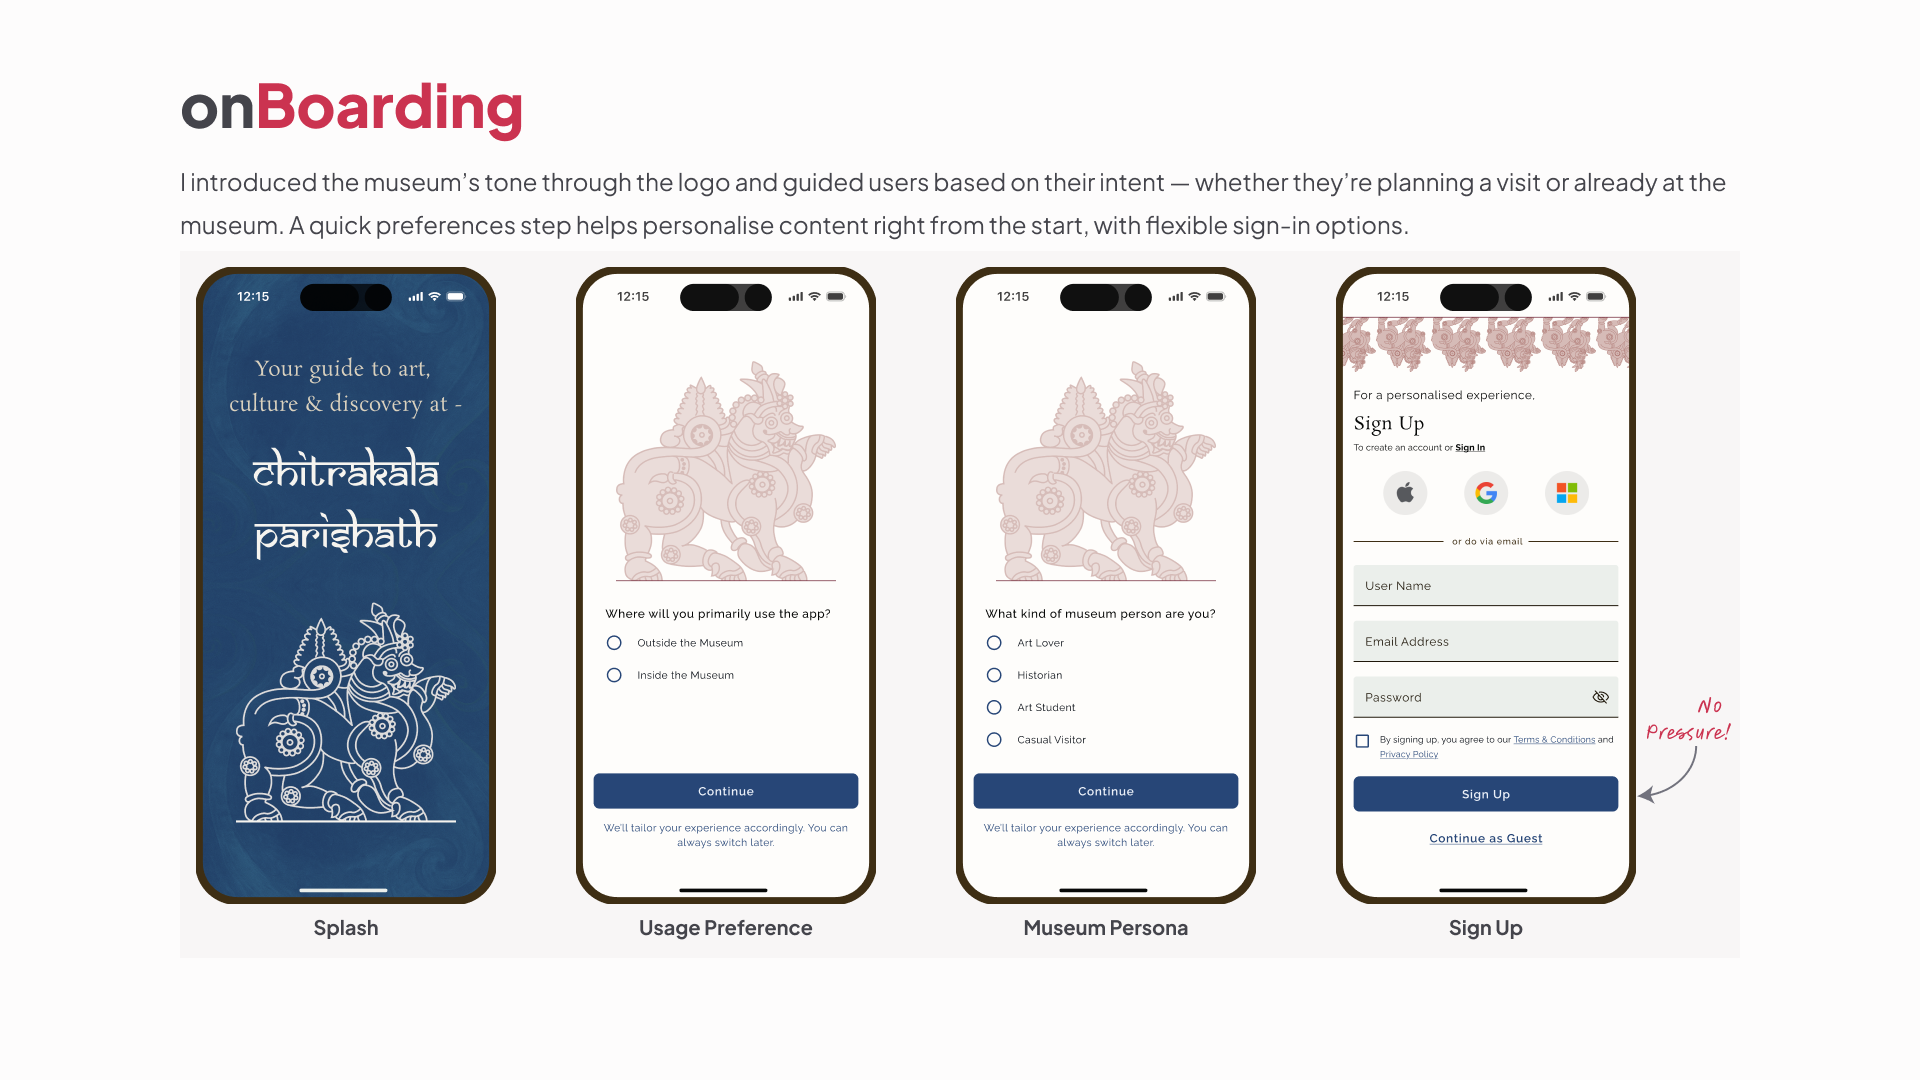 onBoarding
I introduced the museum’s tone through the logo and guided users based on their intent — whether they’re planning a visit or already at the
museum. A quick preferences step helps personalise content right from the start, with flexible sign-in options.
12:15
Your guide to art,
culture & discovery at -
chitrakala
parishath
Splash
12:15
Where will you primarily use the app?
Outside the Museum
Inside the Museum
Continue
We'll tailor your experience accordingly. You can
always switch later.
Usage Preference
12:15
What kind of museum person are you?
Art Lover
Historian
Art Student
Casual Visitor
Continue
We'll tailor your experience accordingly. You can
always switch later.
Museum Persona
12:15
For a personalised experience,
Sign Up
To create an account or Sign In
or do via email
User Name
Email Address
Password
By signing up, you agree to our Terms & Conditions and
Privacy Policy
Sign Up
Continue as Guest
Sign Up
No
Pressure!